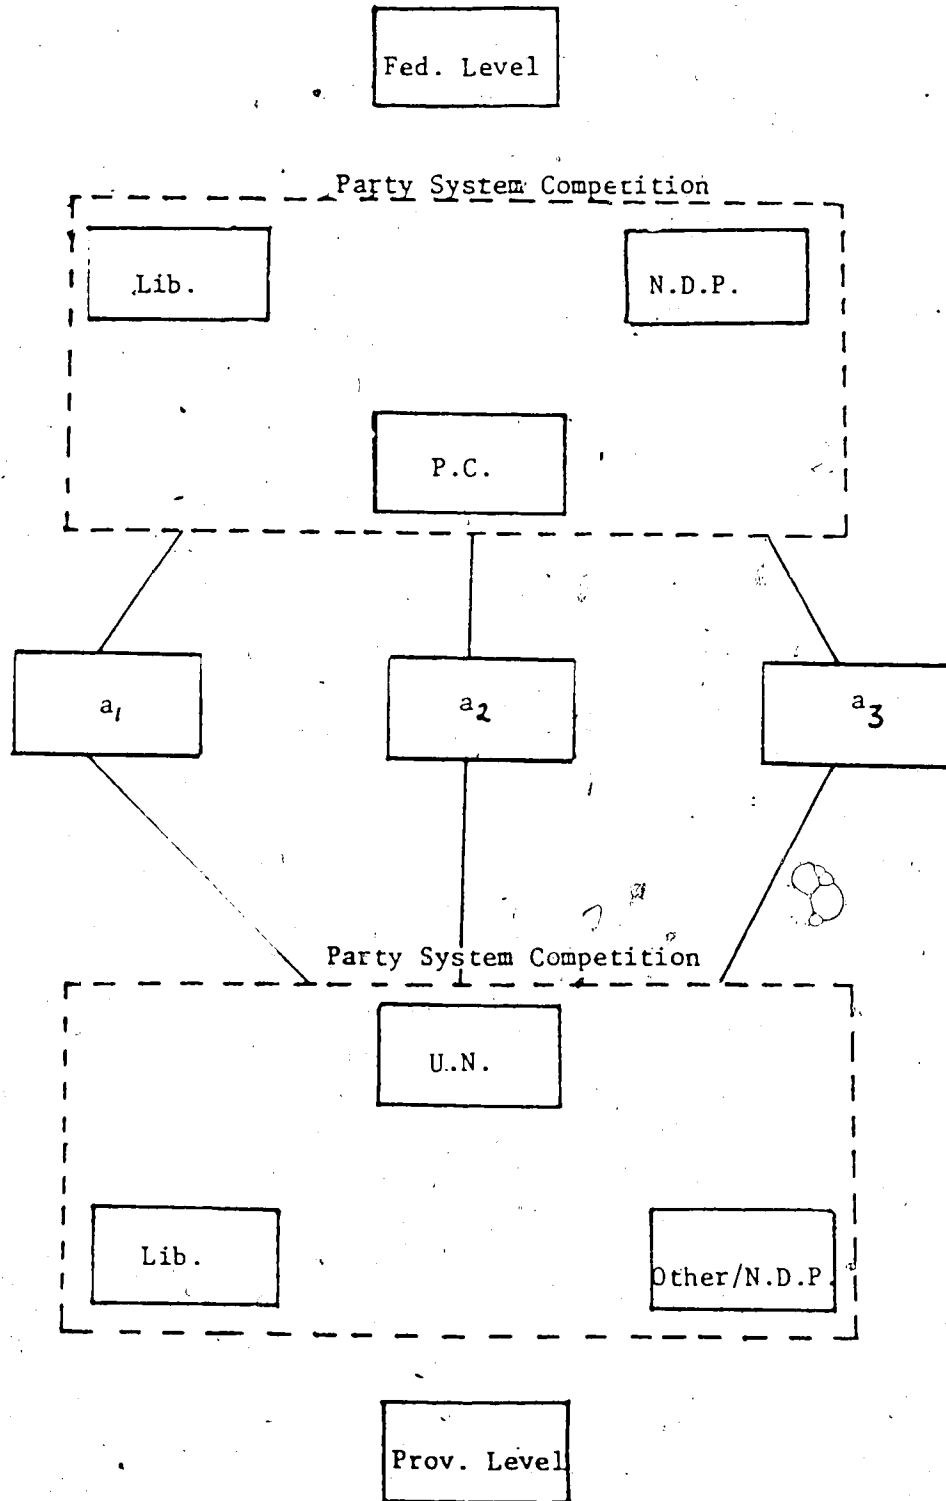 Fed. Level
Party System Competition
Lib.
N.D.P.
P.C.
a1
a2
a3
Party System Competition
U.N.
Lib.
Other/N.D.P.
Prov. Level